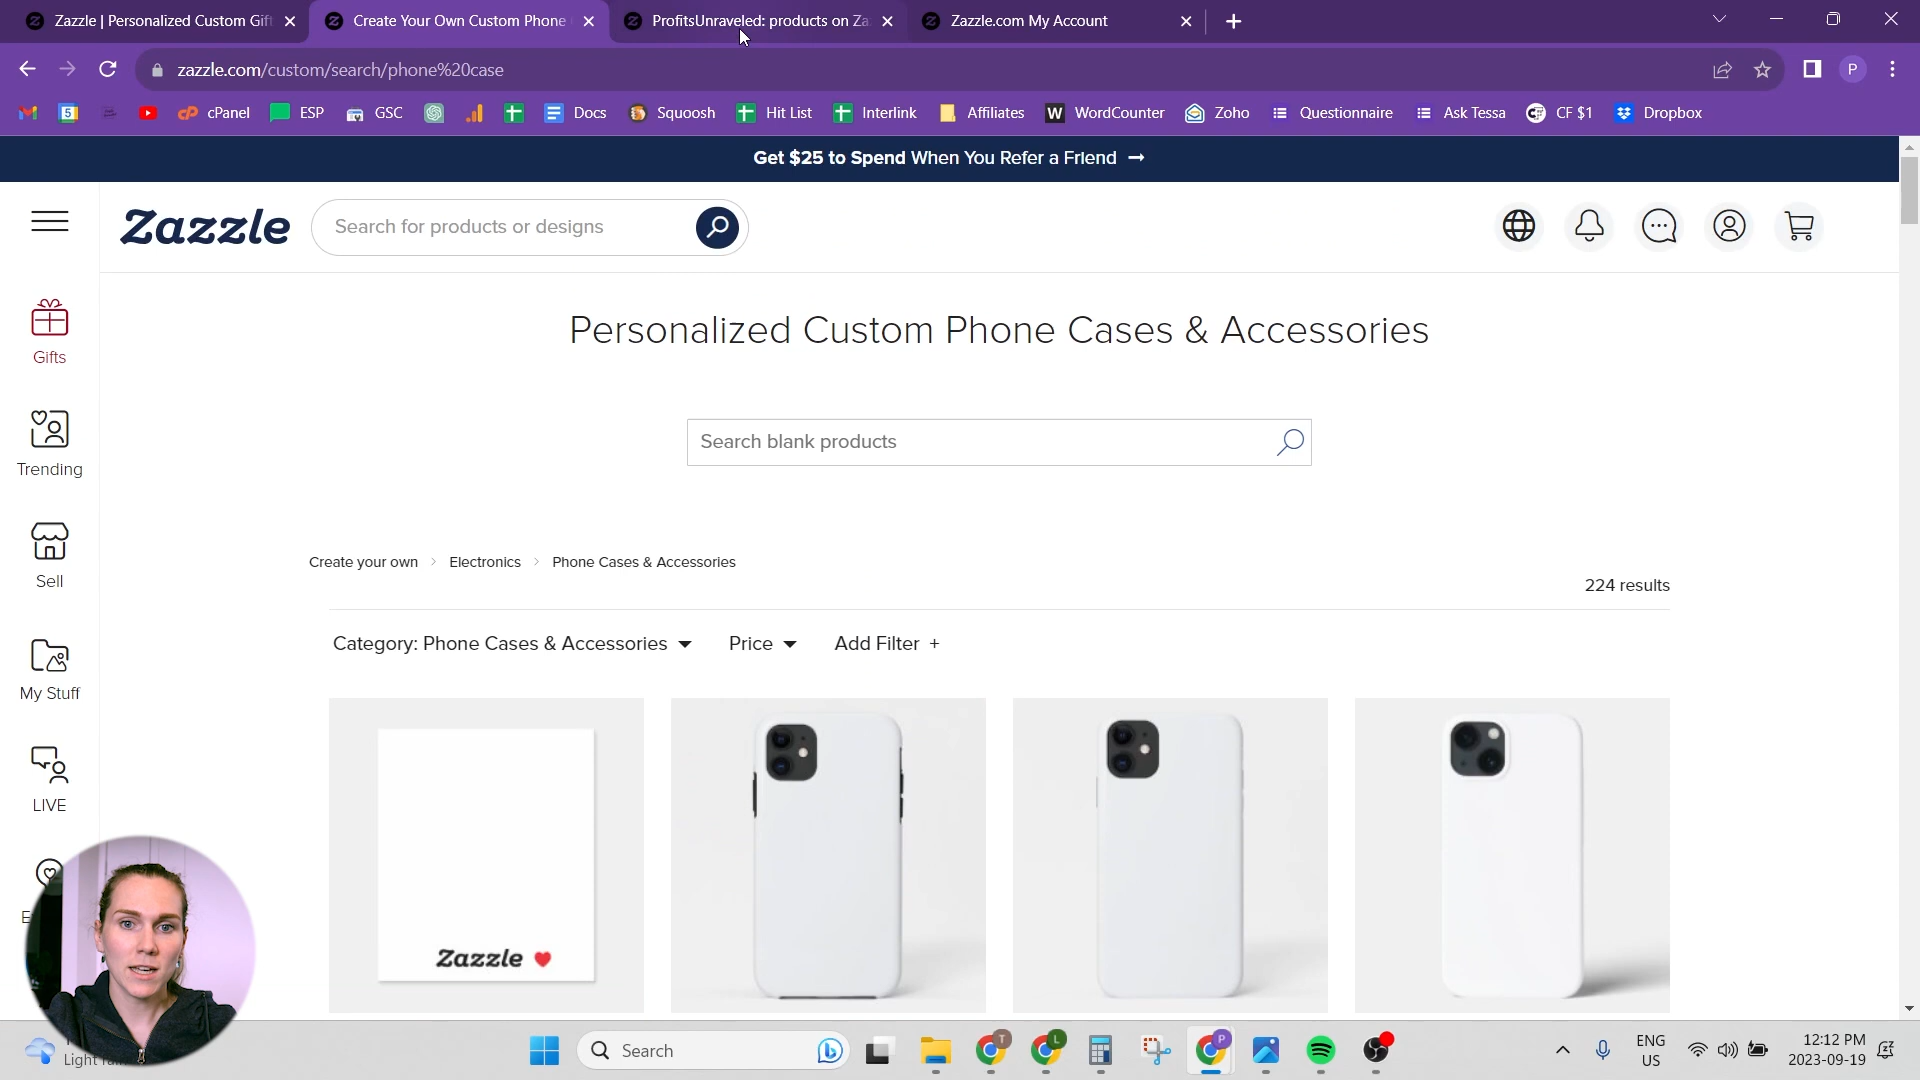 Zazzle | Personalized Custom Gift
Create Your Own Custom Phone
ProfitsUnraveled: products on Za
Zazzle.com My Account
zazzle.com/custom/search/phone%20case
P
5
cPanel
ESP
GSC
Docs
Squoosh
Hit List
Interlink
Affiliates
W WordCounter
Zoho
Questionnaire
Ask Tessa
CF $1
Dropbox
Get $25 to Spend When You Refer a Friend →
Zazzle
Search for products or designs
Gifts
Trending
Sell
My Stuff
LIVE
Personalized Custom Phone Cases & Accessories
Search blank products
Create your own > Electronics > Phone Cases & Accessories
224 results
Category: Phone Cases & Accessories
Price
Add Filter +
Zazzle
Search
T
L
P
ENG
US
12:12 PM
2023-09-19